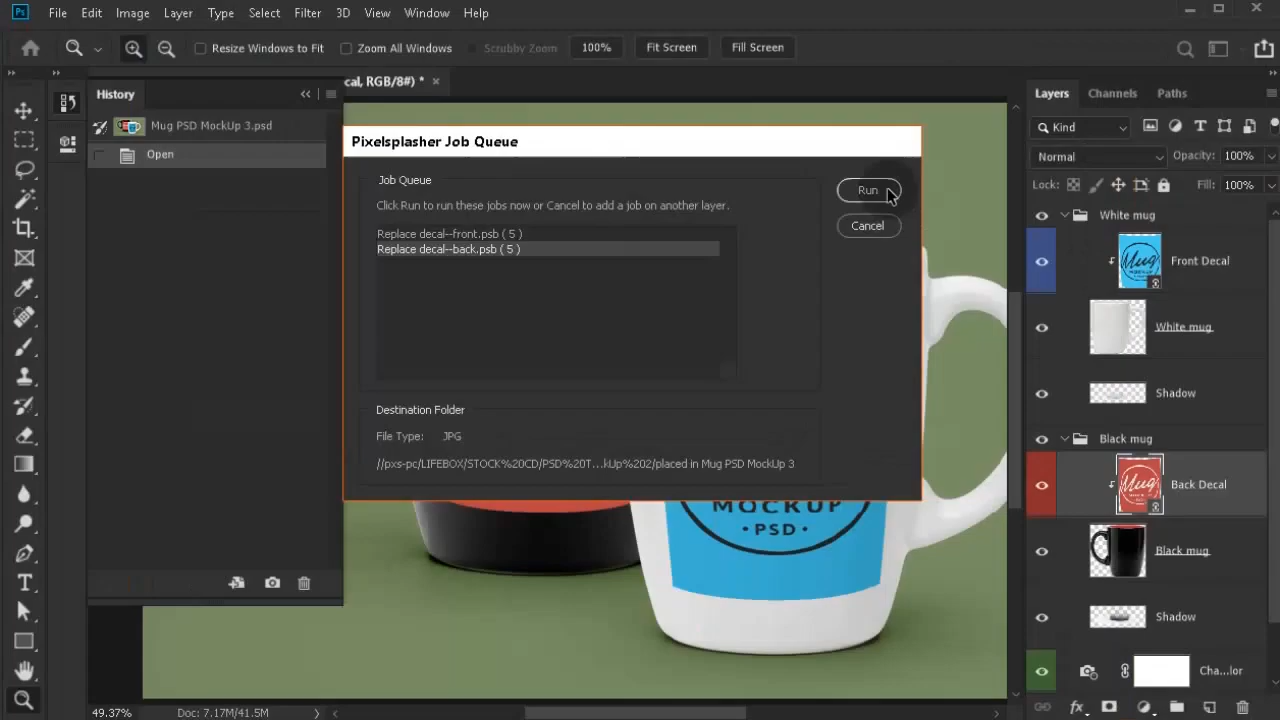 Ps File Edit Image Layer Type Select Filter 3D View Window Help
Resize Windows to Fit Zoom All Windows Scrubby Zoom 100% Fit Screen Fill Screen
cal, RGB/8#) * ×
History
Mug PSD MockUp 3.psd
Open
Pixelsplasher Job Queue
Job Queue
Click Run to run these jobs now or Cancel to add a job on another layer.
Replace decal--front.psb ( 5 )
Replace decal--back.psb ( 5 )
Run
Cancel
Destination Folder
File Type: JPG
//pxs-pc/LIFEBOX/STOCK%20CD/PSD%20T...kUp%202/placed in Mug PSD MockUp 3
MOCKUP
• PSD •
Layers Channels Paths
Kind
Normal Opacity: 100%
Lock: Fill: 100%
White mug
Mug
Front Decal
White mug
Shadow
Black mug
Mug
Back Decal
Black mug
Shadow
Cha...lor
fx
49.37% Doc: 7.17M/41.5M